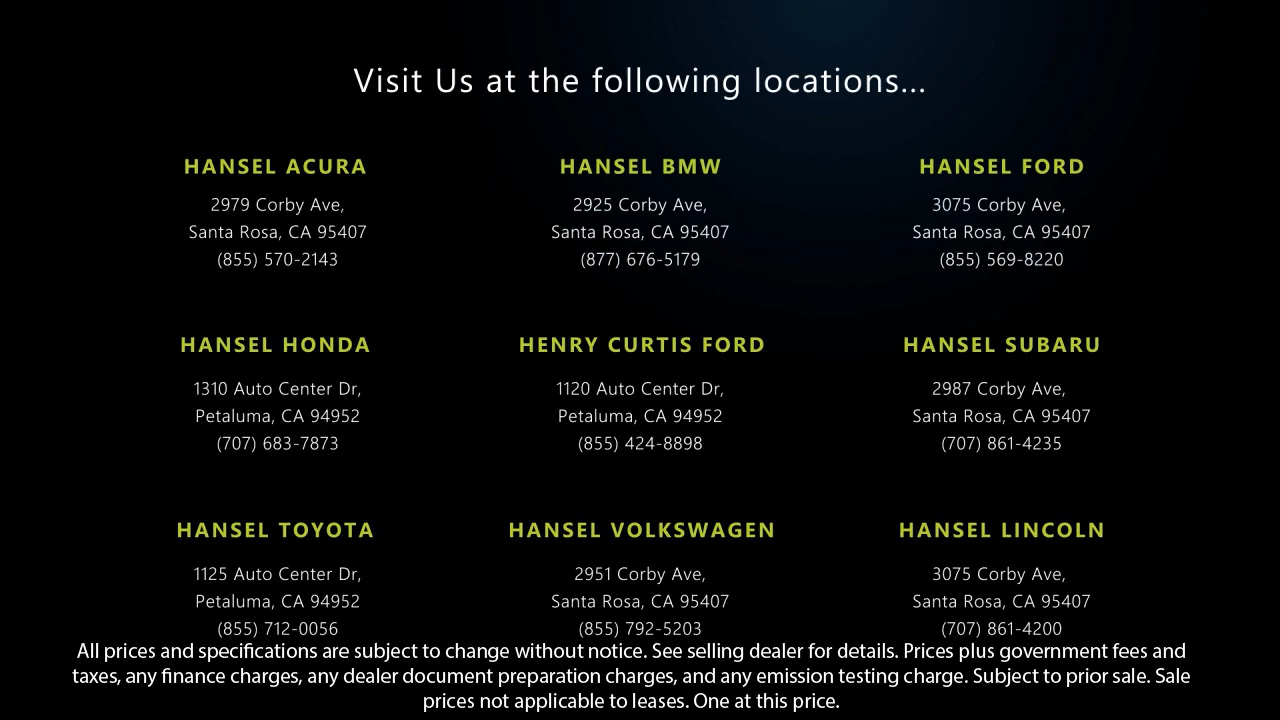 Visit Us at the following locations...
HANSEL ACURA
2979 Corby Ave,
Santa Rosa, CA 95407
(855) 570-2143
HANSEL BMW
2925 Corby Ave,
Santa Rosa, CA 95407
(877) 676-5179
HANSEL FORD
3075 Corby Ave,
Santa Rosa, CA 95407
(855) 569-8220
HANSEL HONDA
1310 Auto Center Dr,
Petaluma, CA 94952
(707) 683-7873
HENRY CURTIS FORD
1120 Auto Center Dr,
Petaluma, CA 94952
(855) 424-8898
HANSEL SUBARU
2987 Corby Ave,
Santa Rosa, CA 95407
(707) 861-4235
HANSEL TOYOTA
1125 Auto Center Dr,
Petaluma, CA 94952
(855) 712-0056
HANSEL VOLKSWAGEN
2951 Corby Ave,
Santa Rosa, CA 95407
(855) 792-5203
HANSEL LINCOLN
3075 Corby Ave,
Santa Rosa, CA 95407
(707) 861-4200
All prices and specifications are subject to change without notice. See selling dealer for details. Prices plus government fees and
taxes, any finance charges, any dealer document preparation charges, and any emission testing charge. Subject to prior sale. Sale
prices not applicable to leases. One at this price.